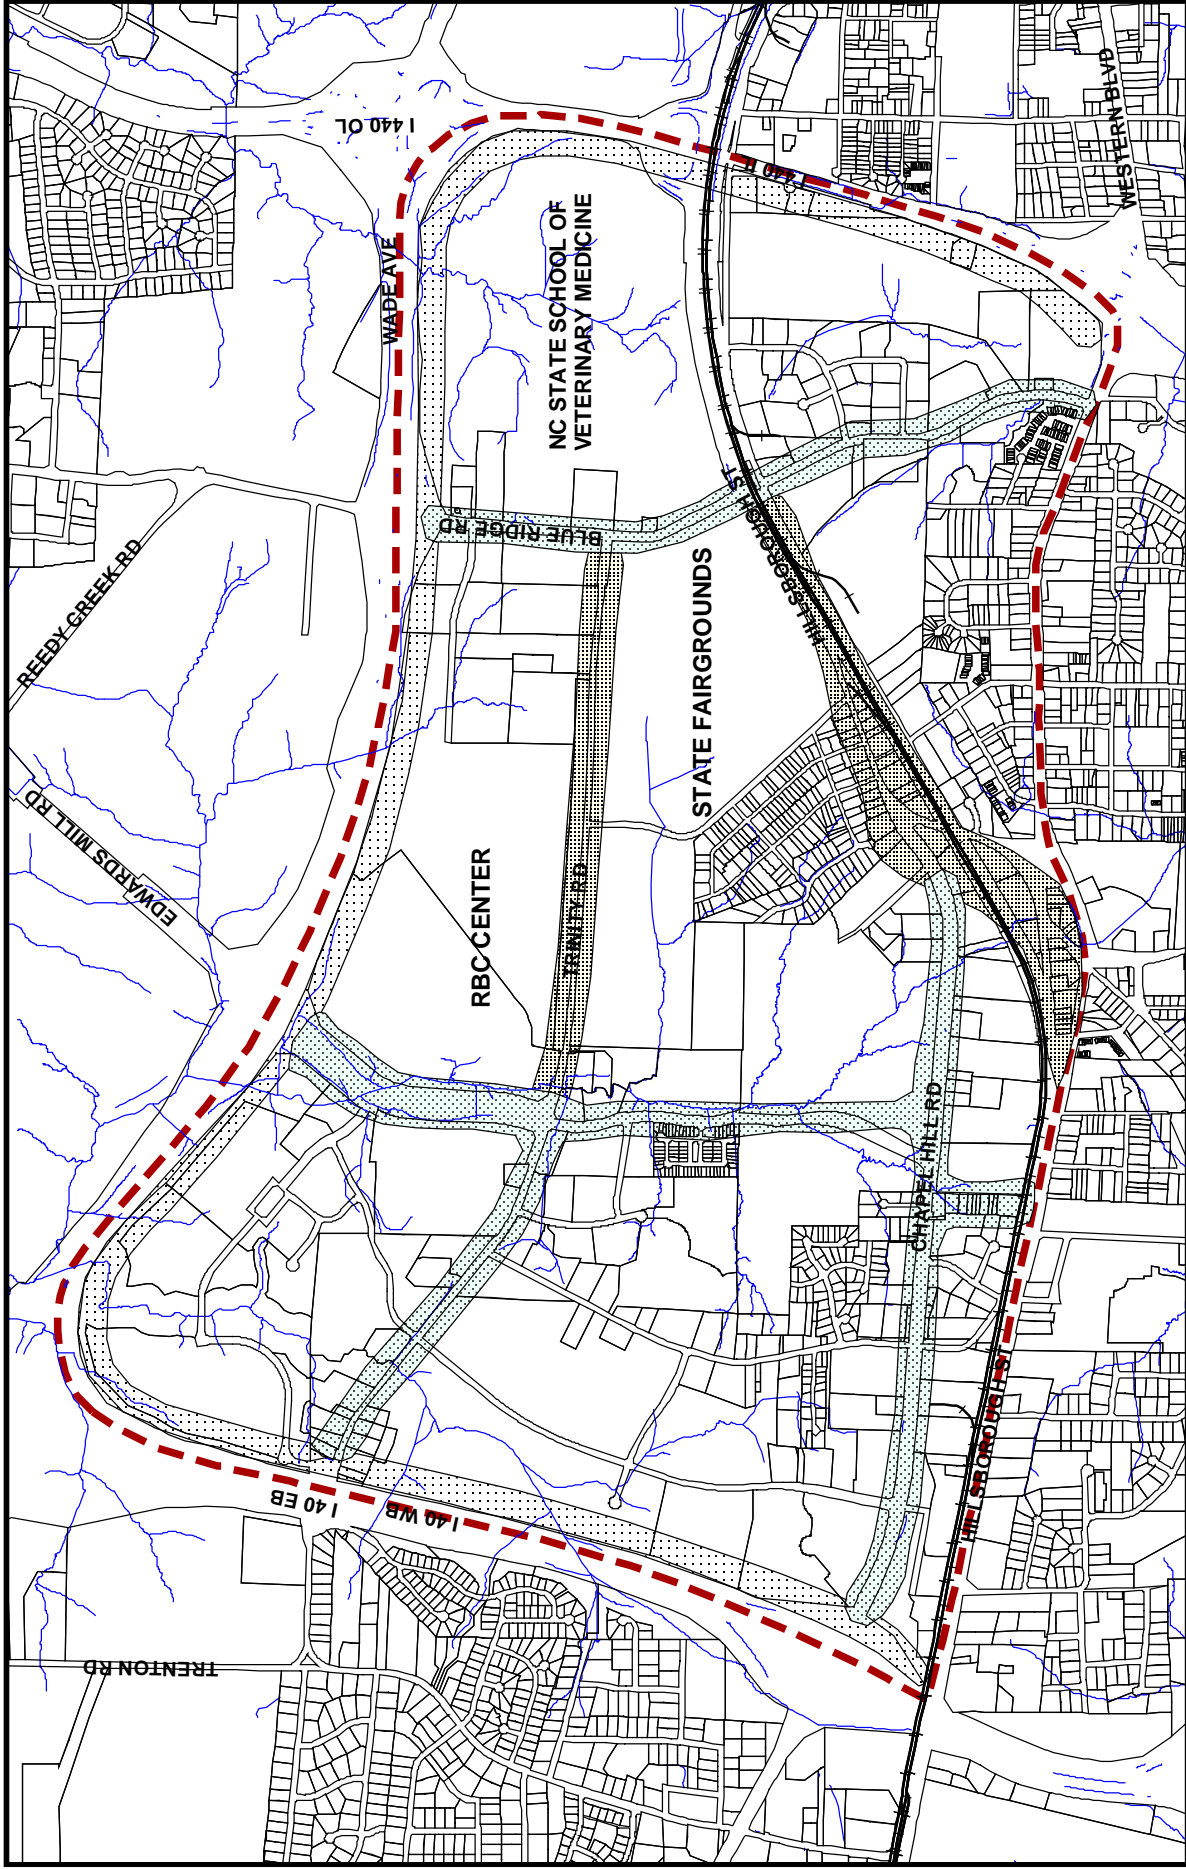 TRENTON RD
I 40 EB
I 40 WB
EDWARDS MILL RD
REEDY CREEK RD
WADE AVE
I 440 OL
I 440 IL
RBC CENTER
TRINITY RD
BLUE RIDGE RD
NC STATE SCHOOL OF
VETERINARY MEDICINE
STATE FAIRGROUNDS
HILLSBOROUGH ST
CHAPEL HILL RD
HILLSBOROUGH ST
WESTERN BLVD